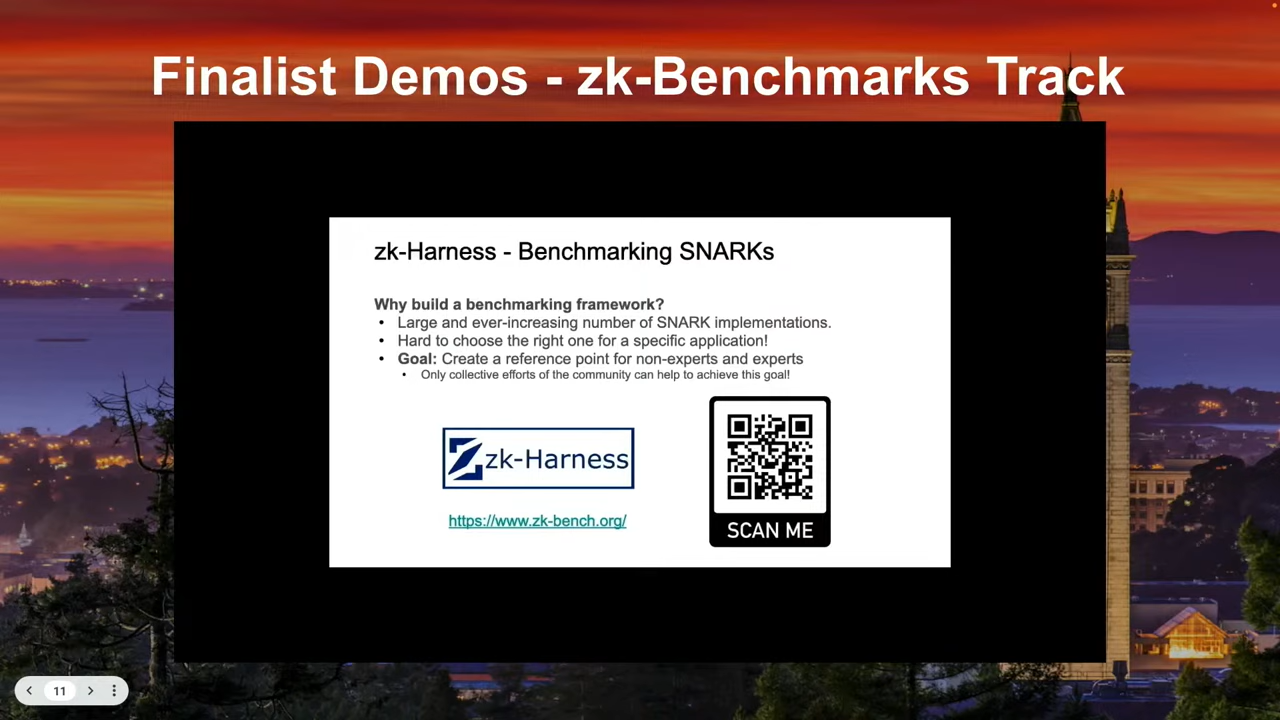 Finalist Demos - zk-Benchmarks Track
zk-Harness - Benchmarking SNARKs
Why build a benchmarking framework?
• Large and ever-increasing number of SNARK implementations.
• Hard to choose the right one for a specific application!
• Goal: Create a reference point for non-experts and experts
• Only collective efforts of the community can help to achieve this goal!
zk-Harness
https://www.zk-bench.org/
SCAN ME
11